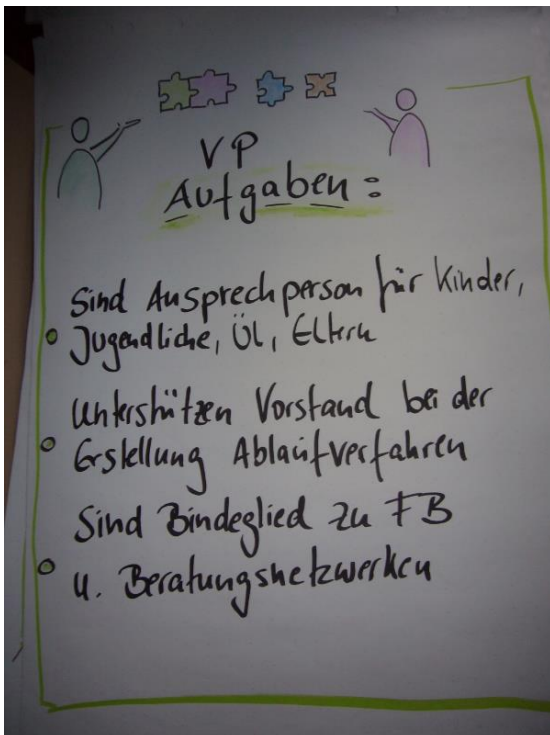 VP
Aufgaben:
Sind Ansprechperson für Kinder,
Jugendliche, ÜL, Eltern
Unterstützen Vorstand bei der
Erstellung Ablaufverfahren
Sind Bindeglied zu FB
u. Beratungsnetzwerken